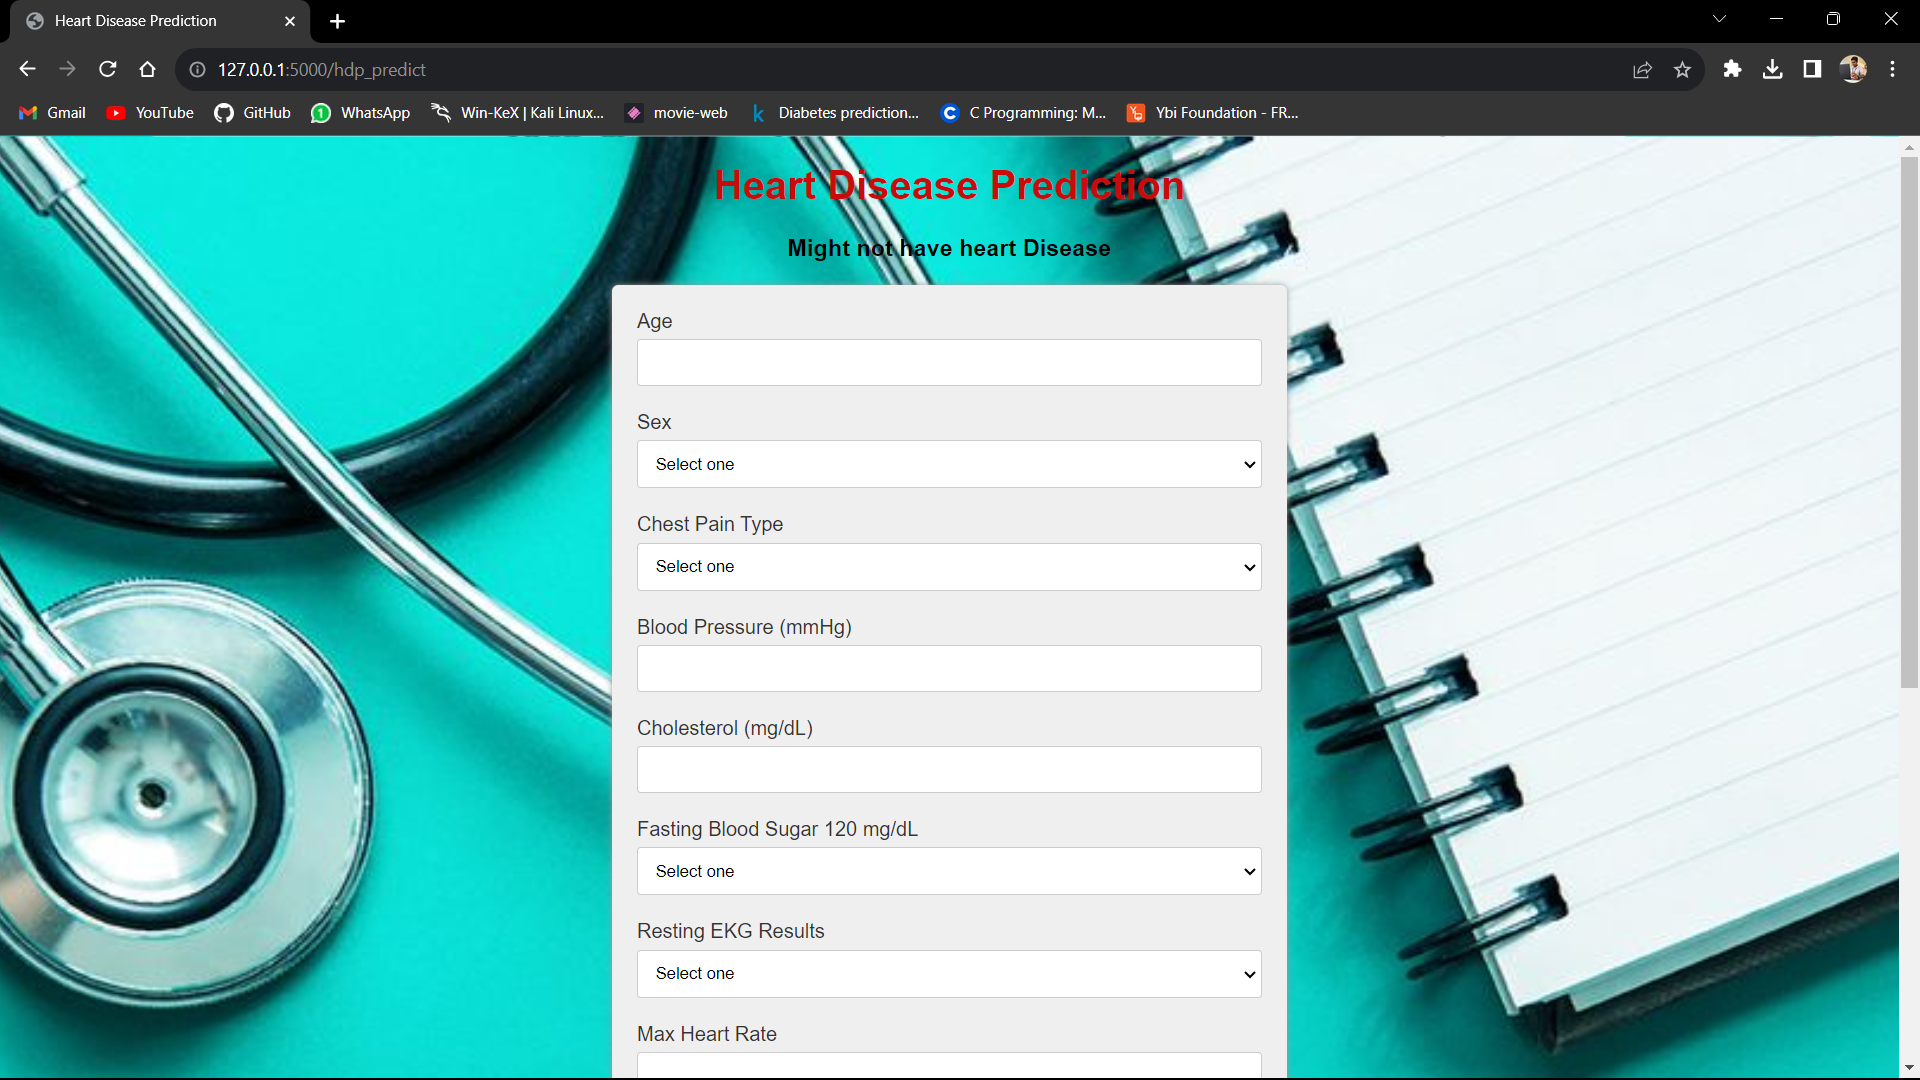 Heart Disease Prediction
127.0.0.1:5000/hdp_predict
Gmail
YouTube
GitHub
1
WhatsApp
Win-KeX | Kali Linux...
movie-web
k
Diabetes prediction...
C
C Programming: M...
Ybi Foundation - FR...
Heart Disease Prediction
Might not have heart Disease
Age
Sex
Select one
Chest Pain Type
Select one
Blood Pressure (mmHg)
Cholesterol (mg/dL)
Fasting Blood Sugar 120 mg/dL
Select one
Resting EKG Results
Select one
Max Heart Rate